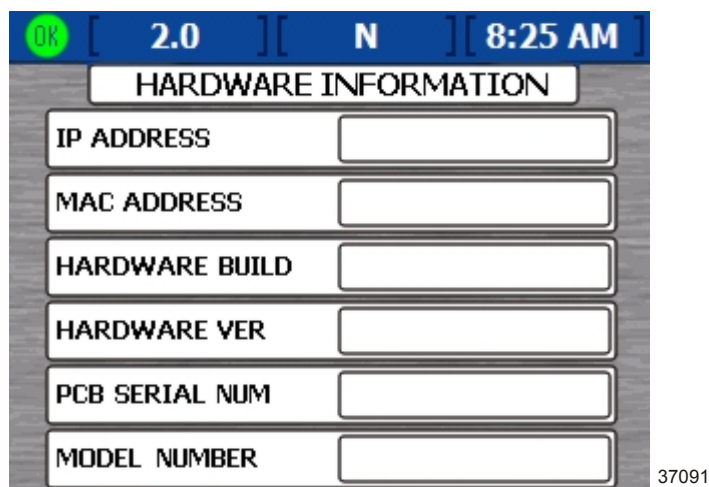 OK [ 2.0 ][ N ][ 8:25 AM ]
HARDWARE INFORMATION
IP ADDRESS
MAC ADDRESS
HARDWARE BUILD
HARDWARE VER
PCB SERIAL NUM
MODEL NUMBER
37091